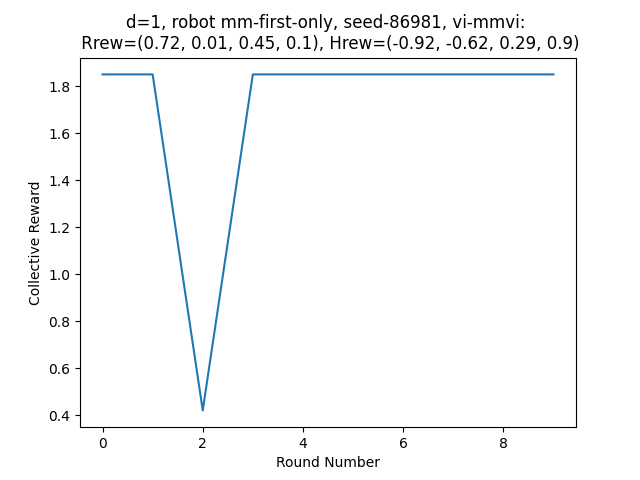 d=1, robot mm-first-only, seed-86981, vi-mmvi:
Rrew=(0.72, 0.01, 0.45, 0.1), Hrew=(-0.92, -0.62, 0.29, 0.9)
1.8
1.6
1.4
1.2
1.0
0.8
0.6
0.4
Collective Reward
0 2 4 6 8
Round Number